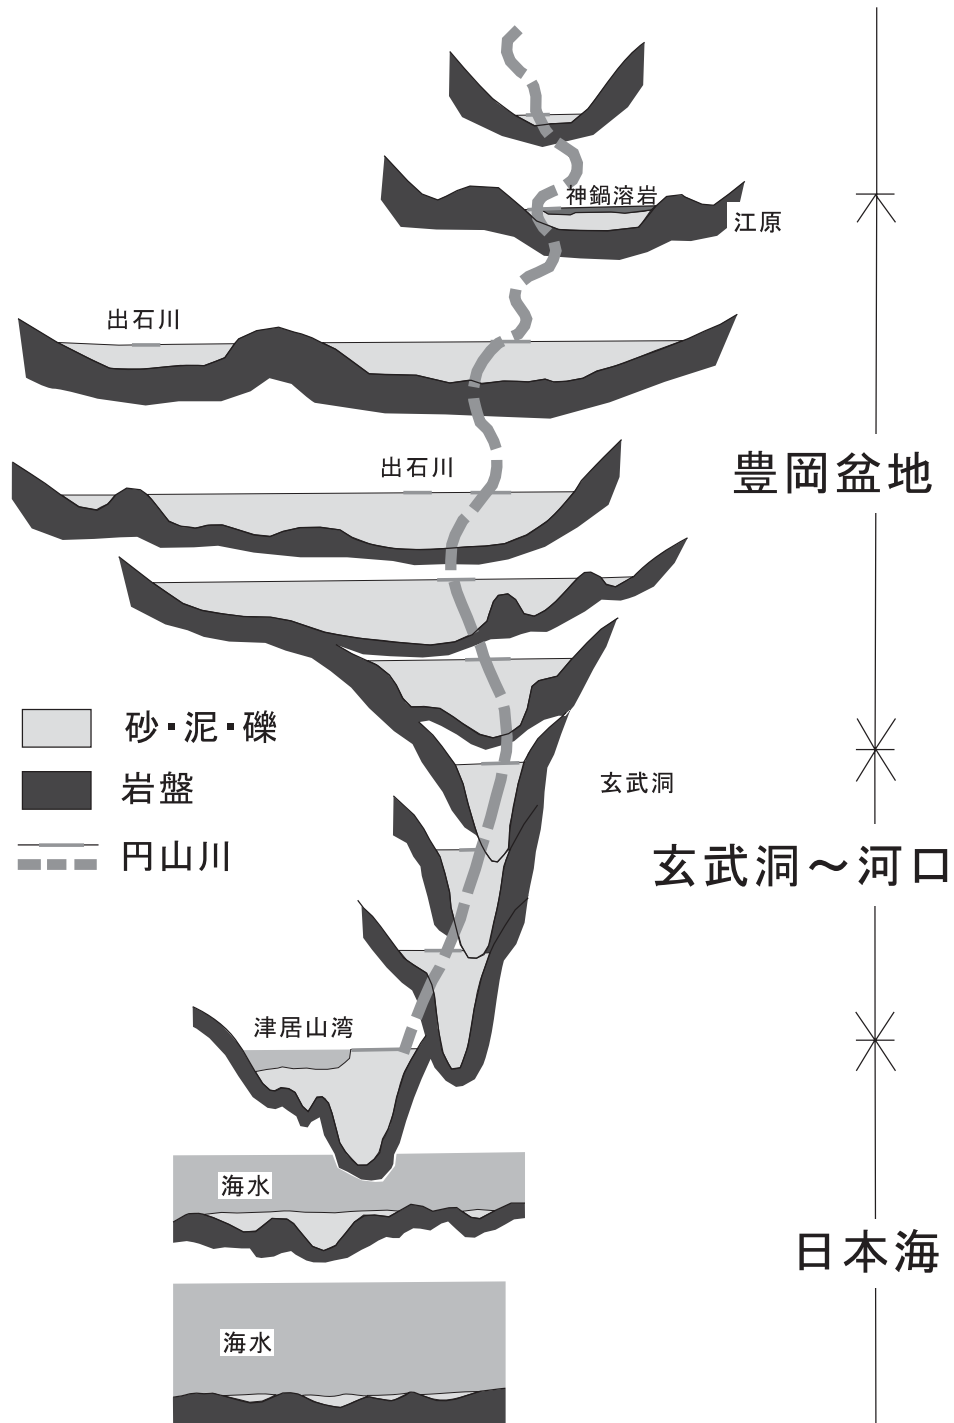 神鍋溶岩
江原
出石川
出石川
豊岡盆地
砂・泥・礫
岩盤
円山川
玄武洞
玄武洞～河口
津居山湾
海水
日本海
海水